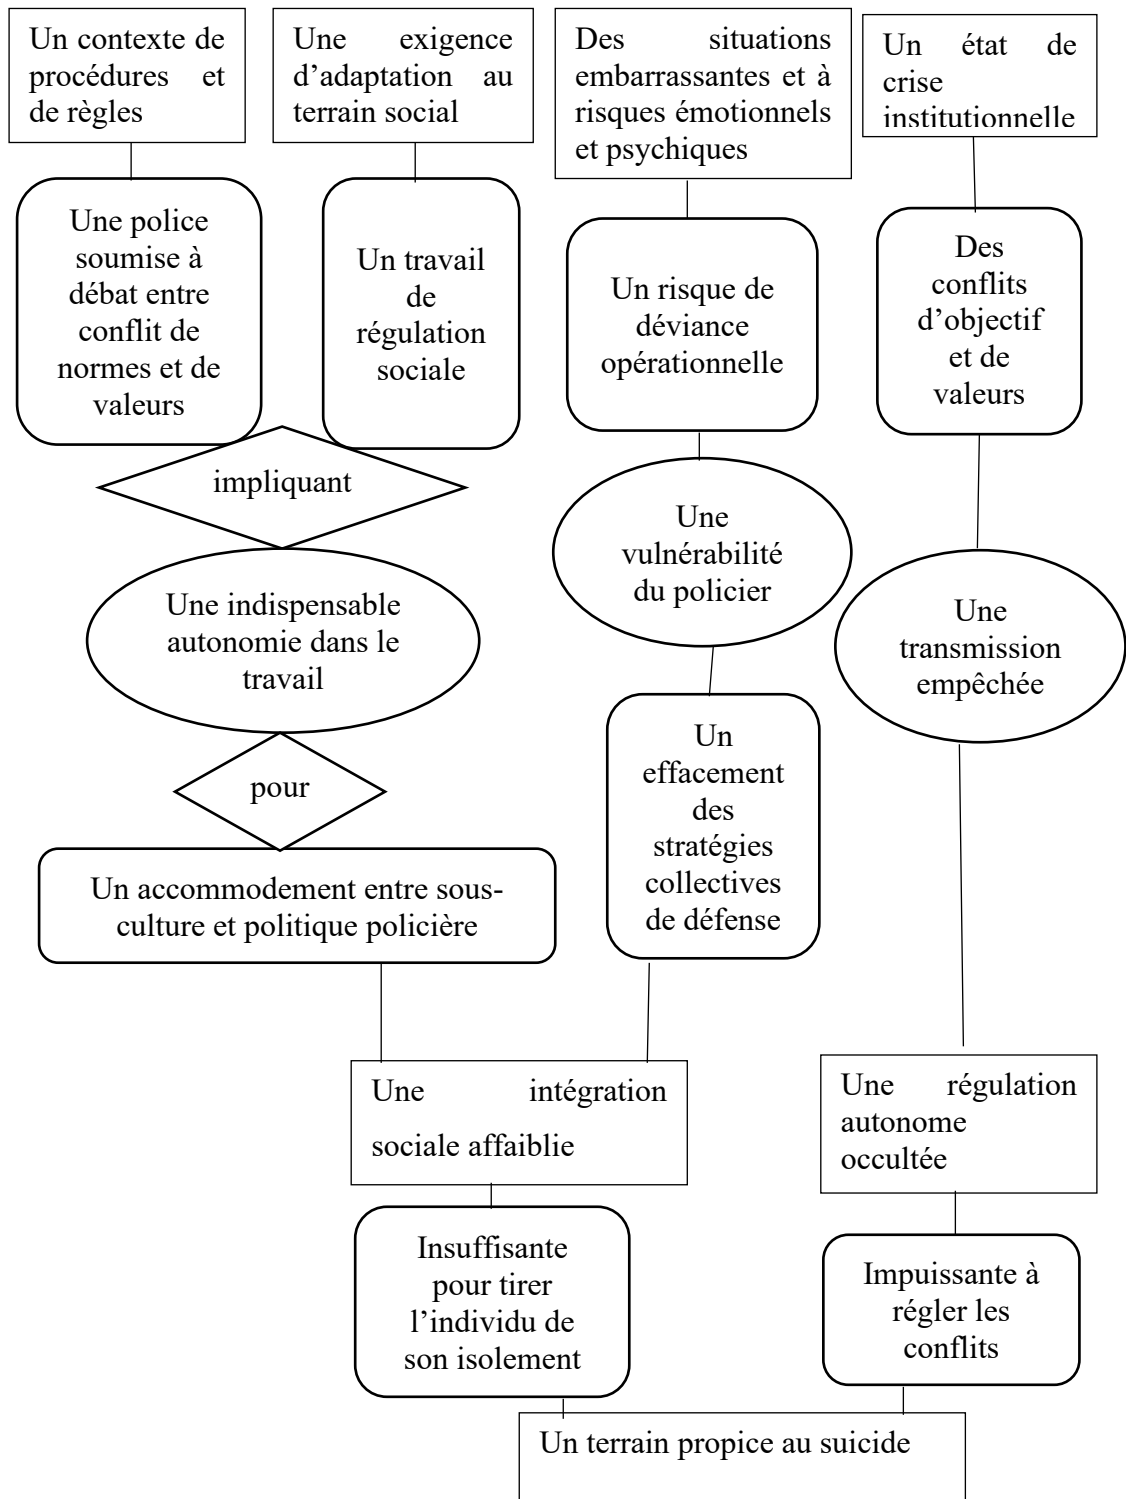 Un contexte de
procédures et
de règles
Une exigence
d’adaptation au
terrain social
Des situations
embarrassantes et à
risques émotionnels
et psychiques
Un état de
crise
institutionnelle
Une police
soumise à
débat entre
conflit de
normes et de
valeurs
Un travail
de
régulation
sociale
Un risque de
déviance
opérationnelle
Des
conflits
d’objectif
et de
valeurs
impliquant
Une
vulnérabilité
du policier
Une indispensable
autonomie dans le
travail
Une
transmission
empêchée
pour
Un
effacement
des
stratégies
collectives
de défense
Un accommodement entre sous-
culture et politique policière
Une intégration
sociale affaiblie
Une régulation
autonome
occultée
Insuffisante
pour tirer
l’individu de
son isolement
Impuissante à
régler les
conflits
Un terrain propice au suicide